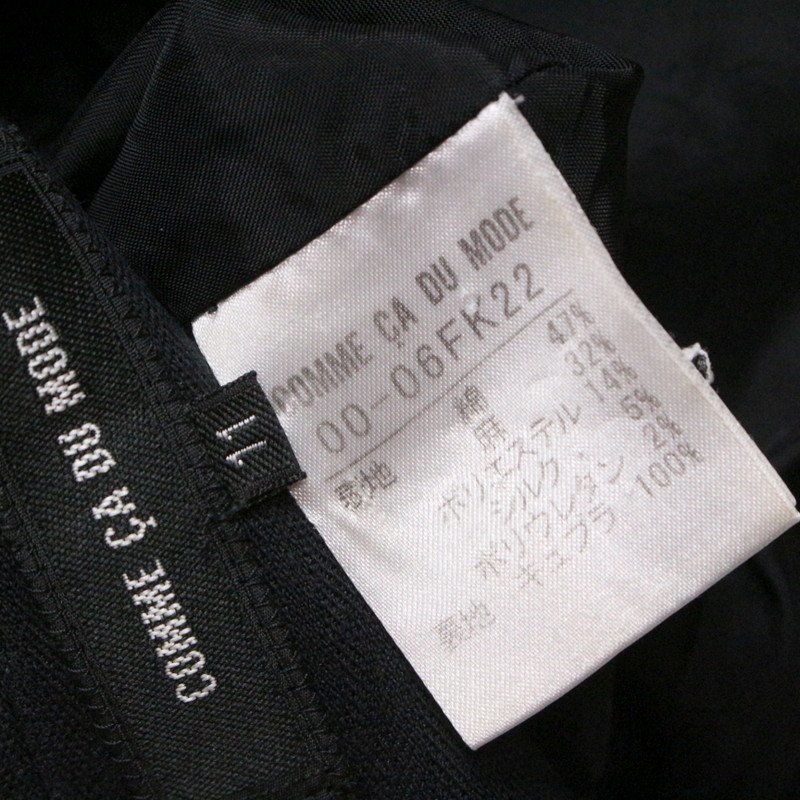 COMME ÇA DU MODE
11
COMME ÇA DU MODE
00-06FK22
表地 綿 47%
麻 32%
ポリエステル 14%
シルク 5%
ポリウレタン 2%
裏地 キュプラ 100%